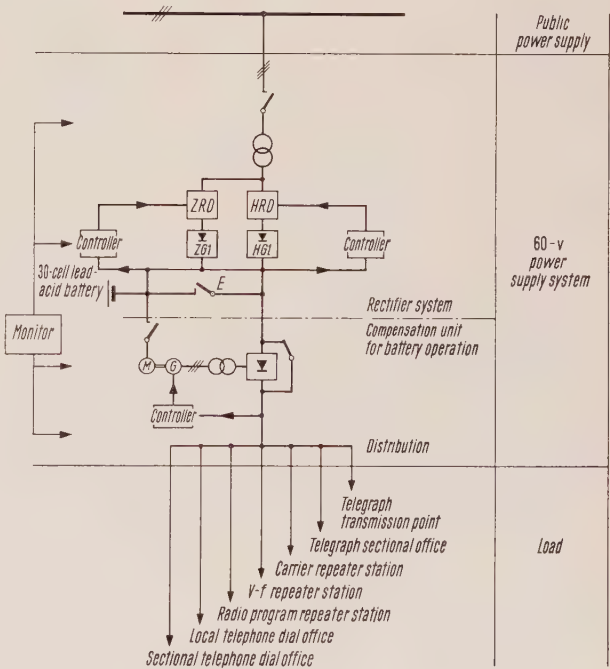 Public
power supply
ZRD
HRD
ZG1
HG1
Controller
Controller
30-cell lead-
acid battery
E
60-v
power
supply system
Rectifier system
Compensation unit
for battery operation
Monitor
M
G
Controller
Distribution
Telegraph
transmission point
Telegraph sectional office
Load
Carrier repeater station
V-f repeater station
Radio program repeater station
Local telephone dial office
Sectional telephone dial office